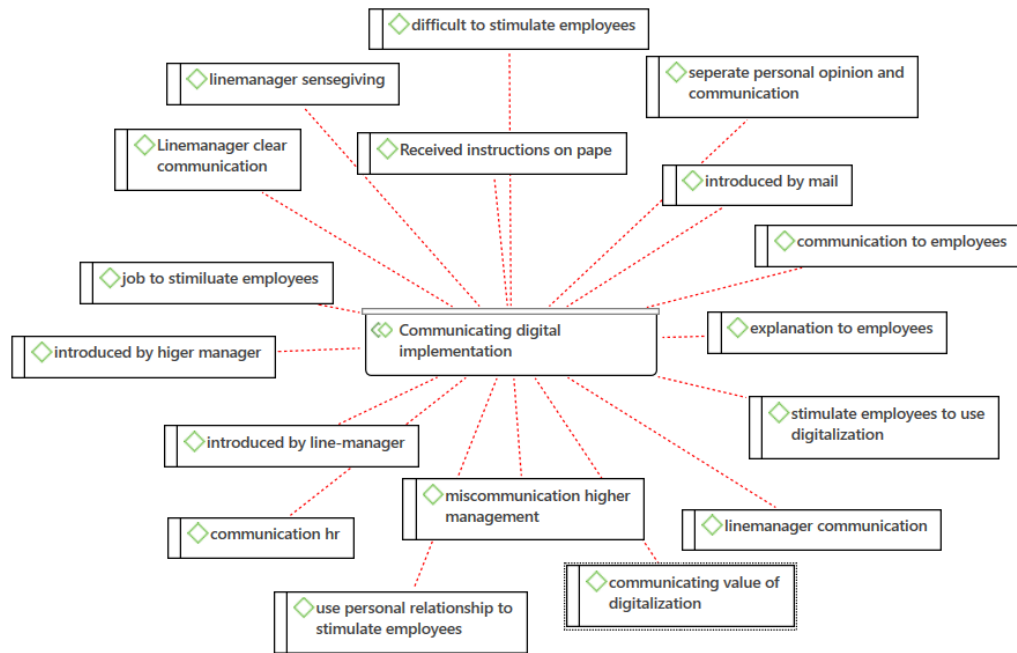 difficult to stimulate employees
linemanager sensegiving
seperate personal opinion and
communication
Linemanager clear
communication
Received instructions on pape
introduced by mail
communication to employees
job to stimiluate employees
Communicating digital
implementation
explanation to employees
introduced by higer manager
stimulate employees to use
digitalization
introduced by line-manager
miscommunication higher
management
communication hr
linemanager communication
communicating value of
digitalization
use personal relationship to
stimulate employees